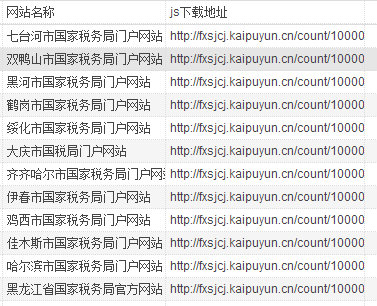 网站名称 js下载地址
七台河市国家税务局门户网站 http://fxsjcj.kaipuyun.cn/count/10000
双鸭山市国家税务局门户网站 http://fxsjcj.kaipuyun.cn/count/10000
黑河市国家税务局门户网站 http://fxsjcj.kaipuyun.cn/count/10000
鹤岗市国家税务局门户网站 http://fxsjcj.kaipuyun.cn/count/10000
绥化市国家税务局门户网站 http://fxsjcj.kaipuyun.cn/count/10000
大庆市国税局门户网站 http://fxsjcj.kaipuyun.cn/count/10000
齐齐哈尔市国家税务局门户网站 http://fxsjcj.kaipuyun.cn/count/10000
伊春市国家税务局门户网站 http://fxsjcj.kaipuyun.cn/count/10000
鸡西市国家税务局门户网站 http://fxsjcj.kaipuyun.cn/count/10000
佳木斯市国家税务局门户网站 http://fxsjcj.kaipuyun.cn/count/10000
哈尔滨市国家税务局门户网站 http://fxsjcj.kaipuyun.cn/count/10000
黑龙江省国家税务局官方网站 http://fxsjcj.kaipuyun.cn/count/10000